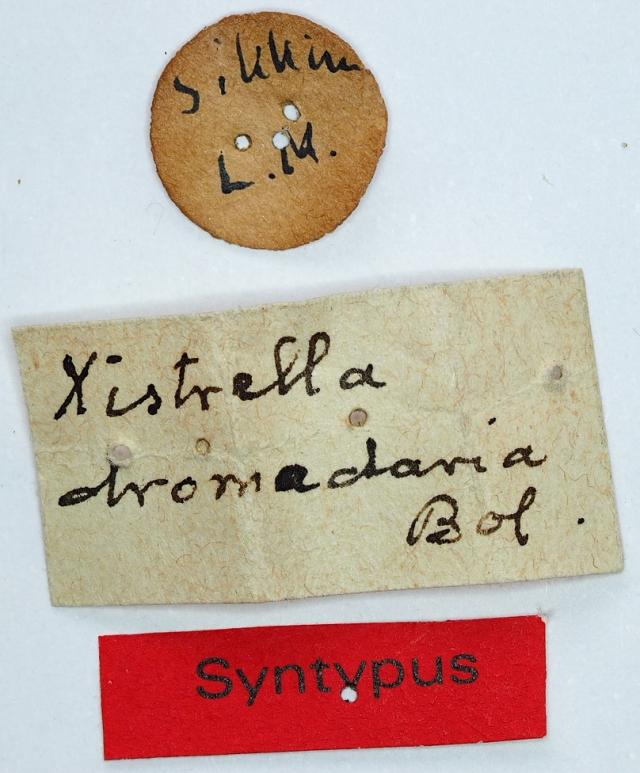 Sikkim
L.M.
Xistrella
dromadaria
Bol.
Syntypus